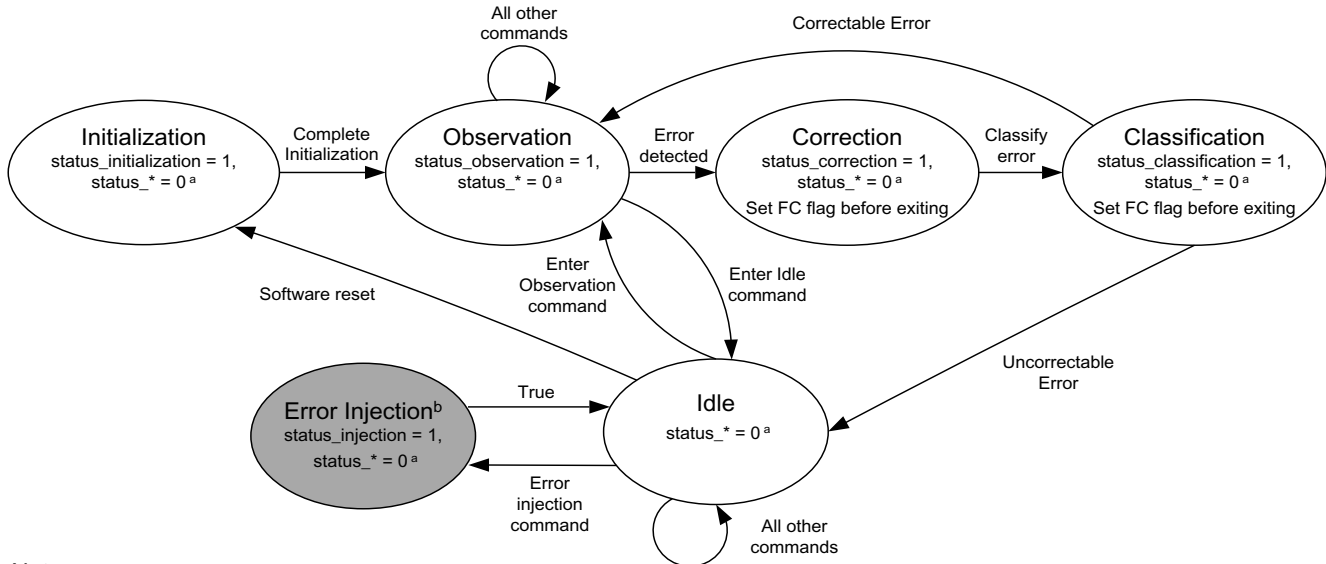 All other
commands
Correctable Error
Initialization
status_initialization = 1,
status_* = 0 a
Complete
Initialization
Observation
status_observation = 1,
status_* = 0 a
Error
detected
Correction
status_correction = 1,
status_* = 0 a
Set FC flag before exiting
Classify
error
Classification
status_classification = 1,
status_* = 0 a
Set FC flag before exiting
Software reset
Enter
Observation
command
Enter Idle
command
Uncorrectable
Error
Error Injection b
status_injection = 1,
status_* = 0 a
True
Idle
status_* = 0 a
Error
injection
command
All other
commands